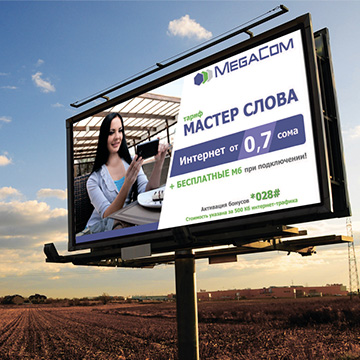 MEGACOM
тариф
МАСТЕР СЛОВА
Интернет от 0,7 сома
+ БЕСПЛАТНЫЕ Мб при подключении!
Активация бонусов *028#
Стоимость указана за 500 Кб интернет-трафика